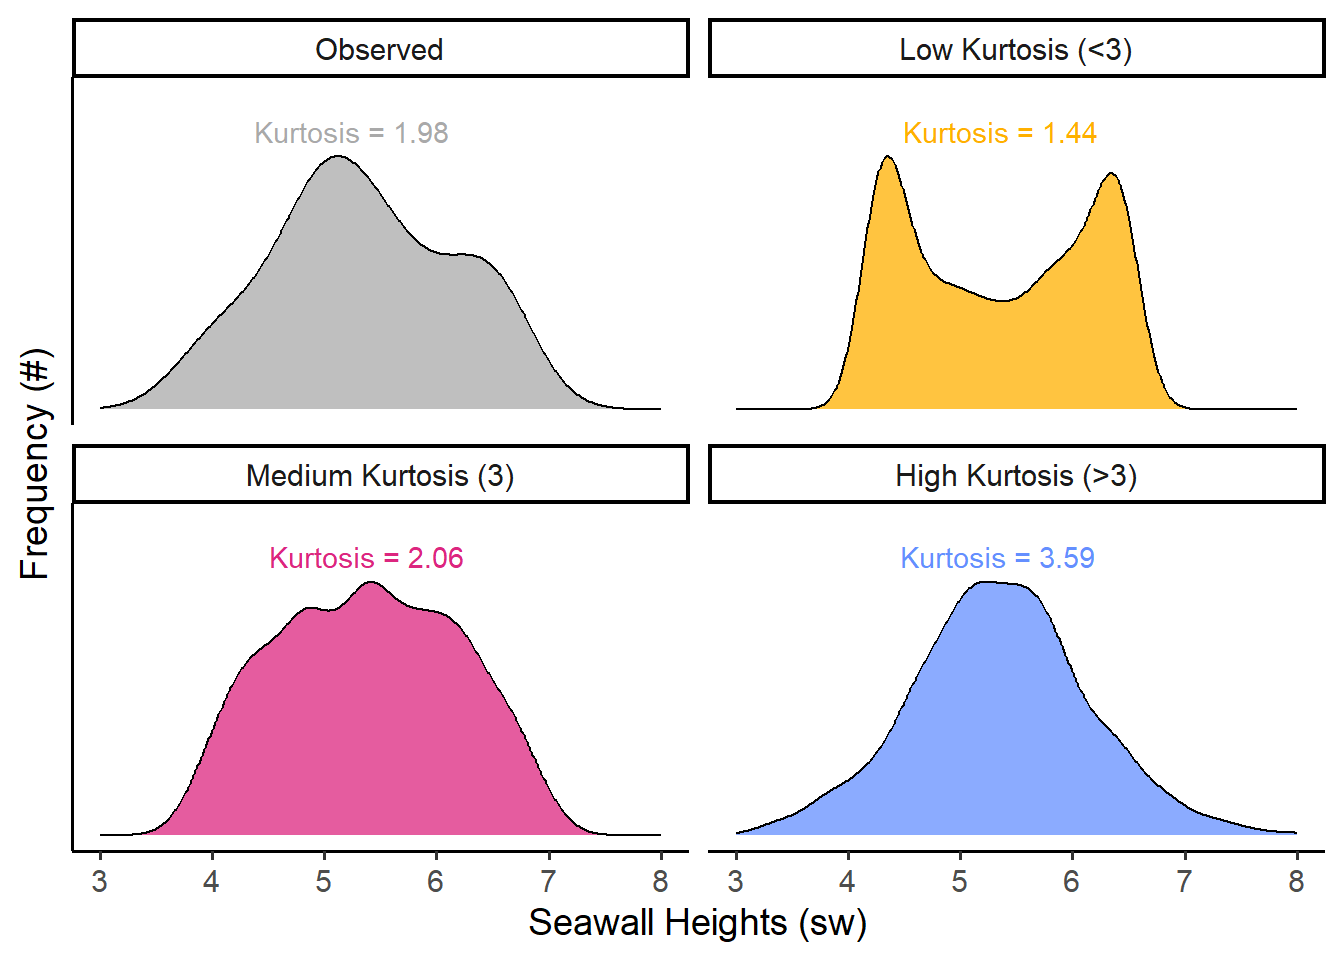 Observed
Low Kurtosis (<3)
Kurtosis = 1.98
Kurtosis = 1.44
Medium Kurtosis (3)
High Kurtosis (>3)
Kurtosis = 2.06
Kurtosis = 3.59
Frequency (#)
3 4 5 6 7 8
3 4 5 6 7 8
Seawall Heights (sw)